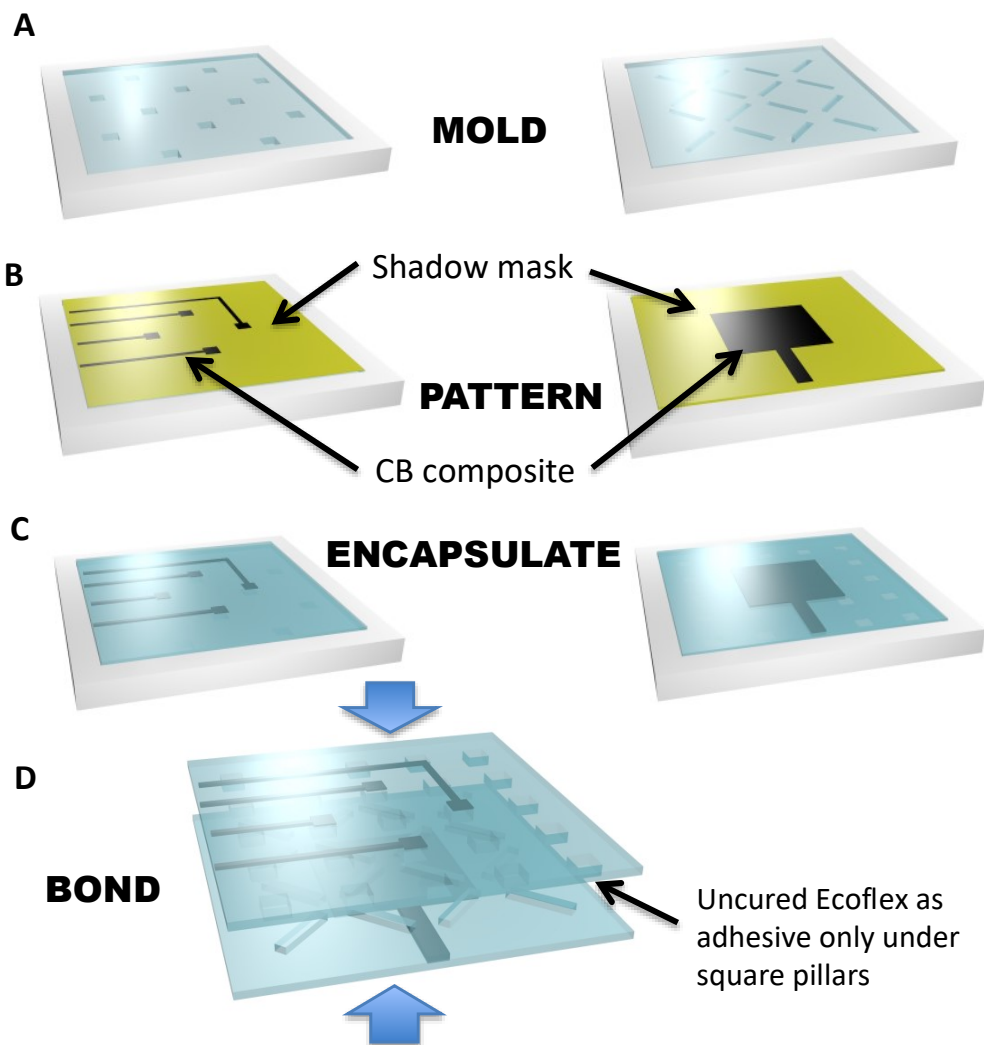 A
MOLD
B
Shadow mask
PATTERN
CB composite
C
ENCAPSULATE
D
BOND
Uncured Ecoflex as
adhesive only under
square pillars